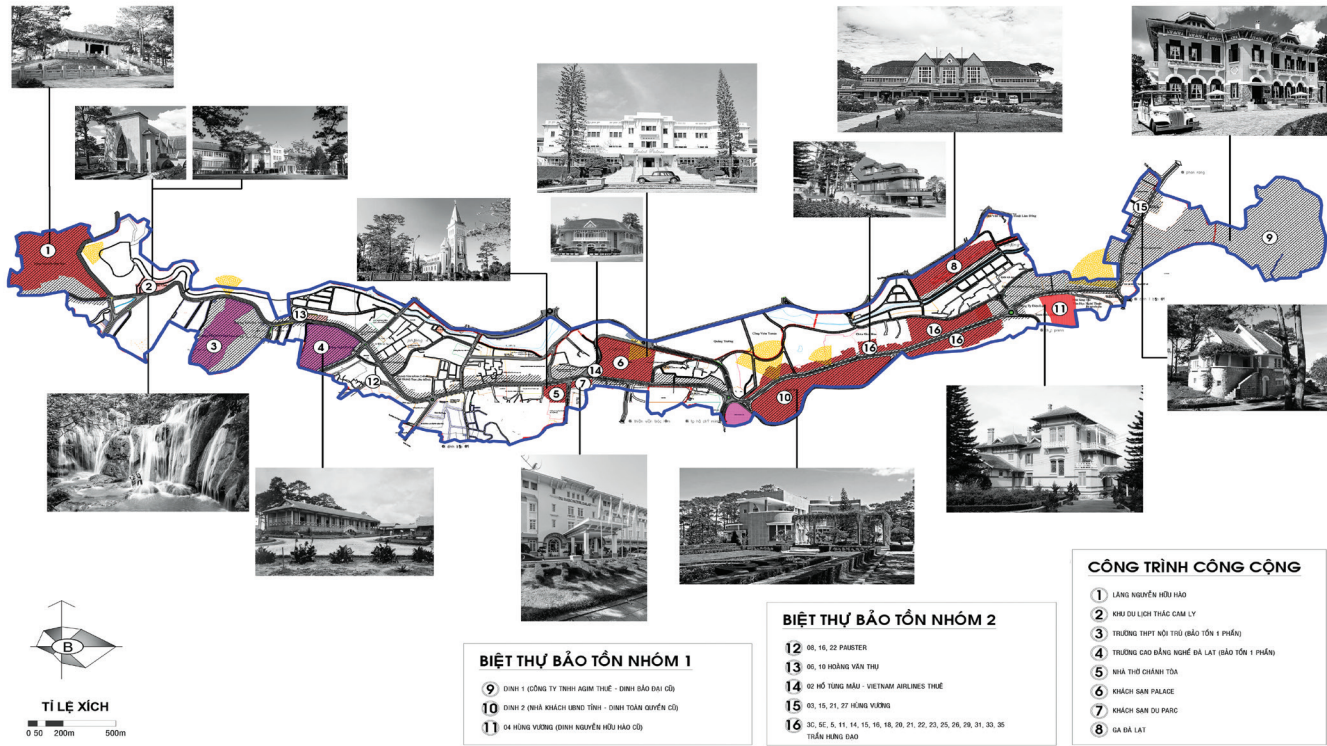 1
2
3
4
5
6
7
8
9
10
11
12
13
14
15
16
16
16
Quảng Trường
Công Viên Yersin
TỈ LỆ XÍCH
0 50 200m 500m
B
BIỆT THỰ BẢO TỒN NHÓM 1
9 DINH 1 (CÔNG TY TNHH AGIM THUÊ - DINH BẢO ĐẠI CŨ)
10 DINH 2 (NHÀ KHÁCH UBND TỈNH - DINH TOÀN QUYỀN CŨ)
11 04 HÙNG VƯƠNG (DINH NGUYỄN HỮU HÀO CŨ)
BIỆT THỰ BẢO TỒN NHÓM 2
12 08, 16, 22 PAUSTER
13 06, 10 HOÀNG VĂN THỤ
14 02 HỒ TÙNG MẬU - VIETNAM AIRLINES THUÊ
15 03, 15, 21, 27 HÙNG VƯƠNG
16 3C, 5E, 5, 11, 14, 15, 16, 18, 20, 21, 22, 23, 25, 26, 29, 31, 33, 35
TRẦN HƯNG ĐẠO
CÔNG TRÌNH CÔNG CỘNG
1 LĂNG NGUYỄN HỮU HÀO
2 KHU DU LỊCH THÁC CAM LY
3 TRƯỜNG THPT NỘI TRÚ (BẢO TỒN 1 PHẦN)
4 TRƯỜNG CAO ĐẲNG NGHỀ ĐÀ LẠT (BẢO TỒN 1 PHẦN)
5 NHÀ THỜ CHÁNH TÒA
6 KHÁCH SẠN PALACE
7 KHÁCH SẠN DU PARC
8 GA ĐÀ LẠT